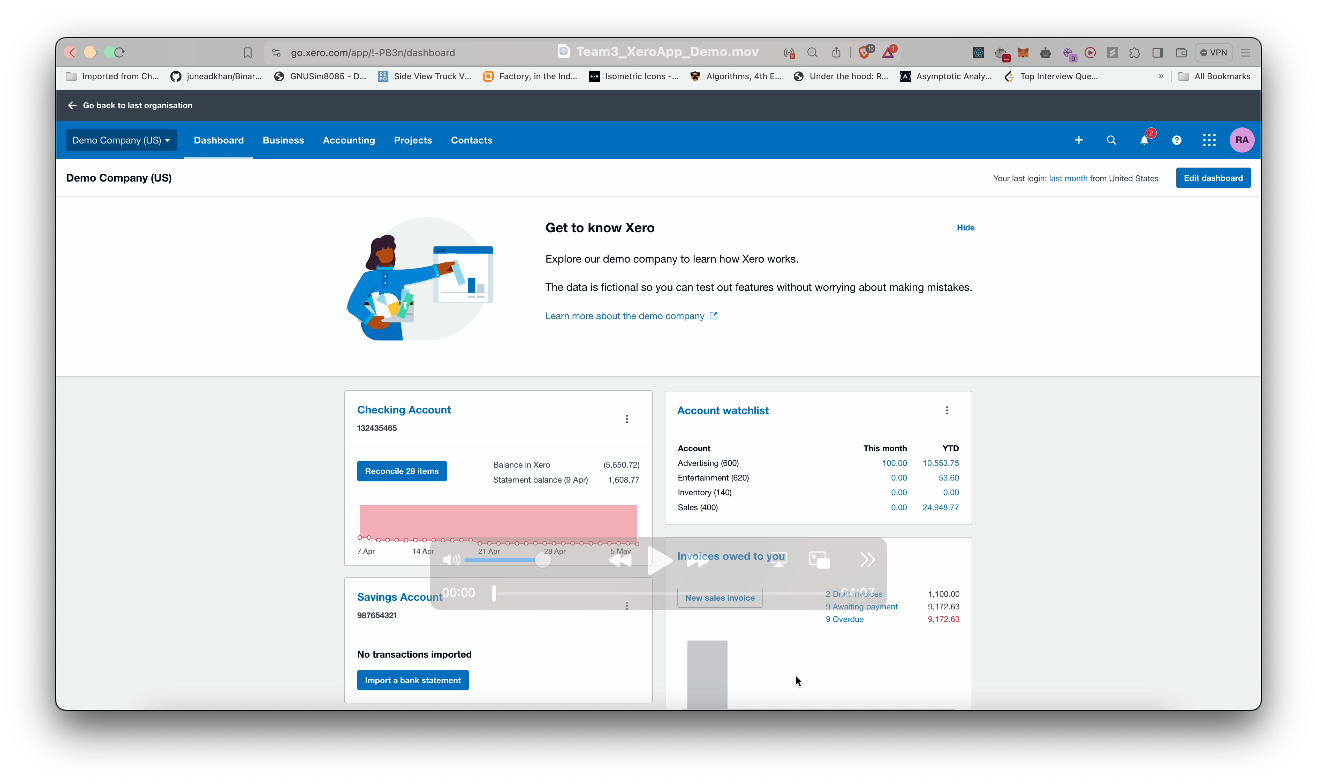 go.xero.com/app/!-PB3n/dashboard
Team3_XeroApp_Demo.mov
VPN
Imported from Ch...
juneadkhan/Binar...
GNUSim8086 - D...
Side View Truck V...
Factory, in the Ind...
Isometric Icons -...
Algorithms, 4th E...
Under the hood: R...
Asymptotic Analy...
Top Interview Que...
»
All Bookmarks
Go back to last organisation
Demo Company (US)
Dashboard
Business
Accounting
Projects
Contacts
2
RA
Demo Company (US)
Your last login: last month from United States
Edit dashboard
Get to know Xero
Hide
Explore our demo company to learn how Xero works.
The data is fictional so you can test out features without worrying about making mistakes.
Learn more about the demo company
Checking Account
132435465
Reconcile 29 items
Balance in Xero (5,650.72)
Statement balance (9 Apr) 1,608.77
7 Apr 14 Apr 21 Apr 28 Apr 5 May
Account watchlist
Account This month YTD
Advertising (600) 100.00 10,553.75
Entertainment (620) 0.00 53.60
Inventory (140) 0.00 0.00
Sales (400) 0.00 24,948.77
Savings Account
987654321
No transactions imported
Import a bank statement
Invoices owed to you
New sales invoice
2 Draft invoices 1,100.00
9 Awaiting payment 9,172.63
9 Overdue 9,172.63
00:00